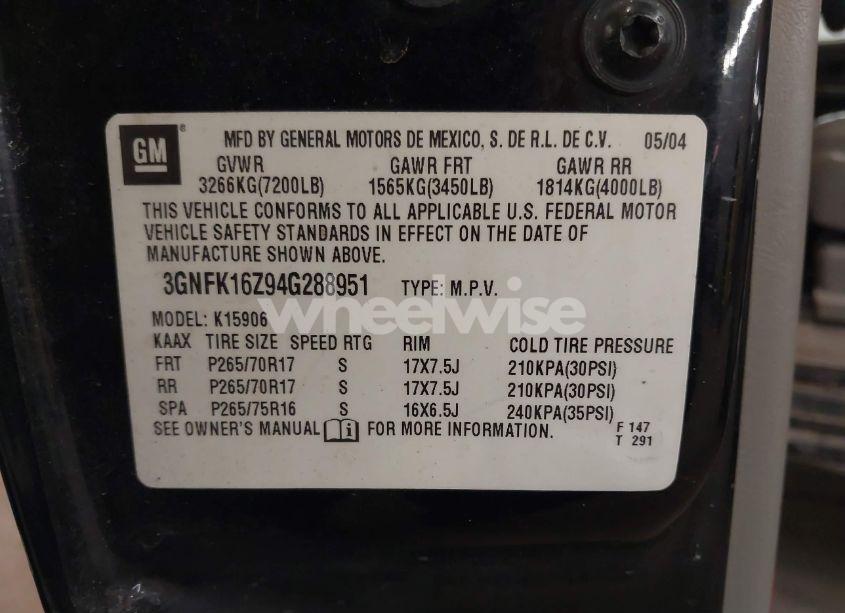 GM ® MFD BY GENERAL MOTORS DE MEXICO, S. DE R.L. DE C.V. 05/04
GVWR GAWR FRT GAWR RR
3266KG(7200LB) 1565KG(3450LB) 1814KG(4000LB)
THIS VEHICLE CONFORMS TO ALL APPLICABLE U.S. FEDERAL MOTOR
VEHICLE SAFETY STANDARDS IN EFFECT ON THE DATE OF
MANUFACTURE SHOWN ABOVE.
3GNFK16Z94G288951 TYPE: M.P.V.
wheelwise
MODEL: K15906
KAAX TIRE SIZE SPEED RTG RIM COLD TIRE PRESSURE
FRT P265/70R17 S 17X7.5J 210KPA(30PSI)
RR P265/70R17 S 17X7.5J 210KPA(30PSI)
SPA P265/75R16 S 16X6.5J 240KPA(35PSI)
SEE OWNER'S MANUAL FOR MORE INFORMATION. F 147
T 291